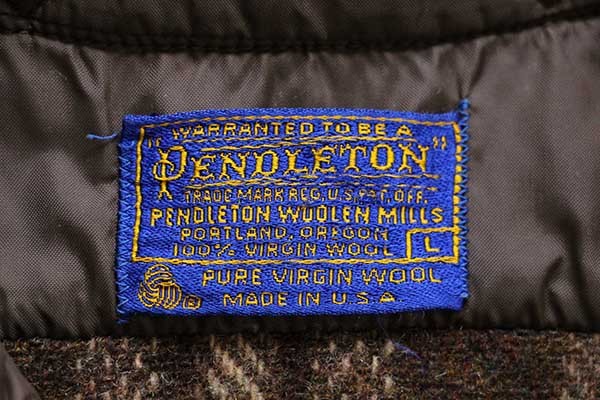 "WARRANTED TO BE A
PENDLETON"
TRADE MARK REG. U.S. PAT. OFF.
PENDLETON WOOLEN MILLS
PORTLAND, OREGON
100% VIRGIN WOOL
L
PURE VIRGIN WOOL
MADE IN U.S.A